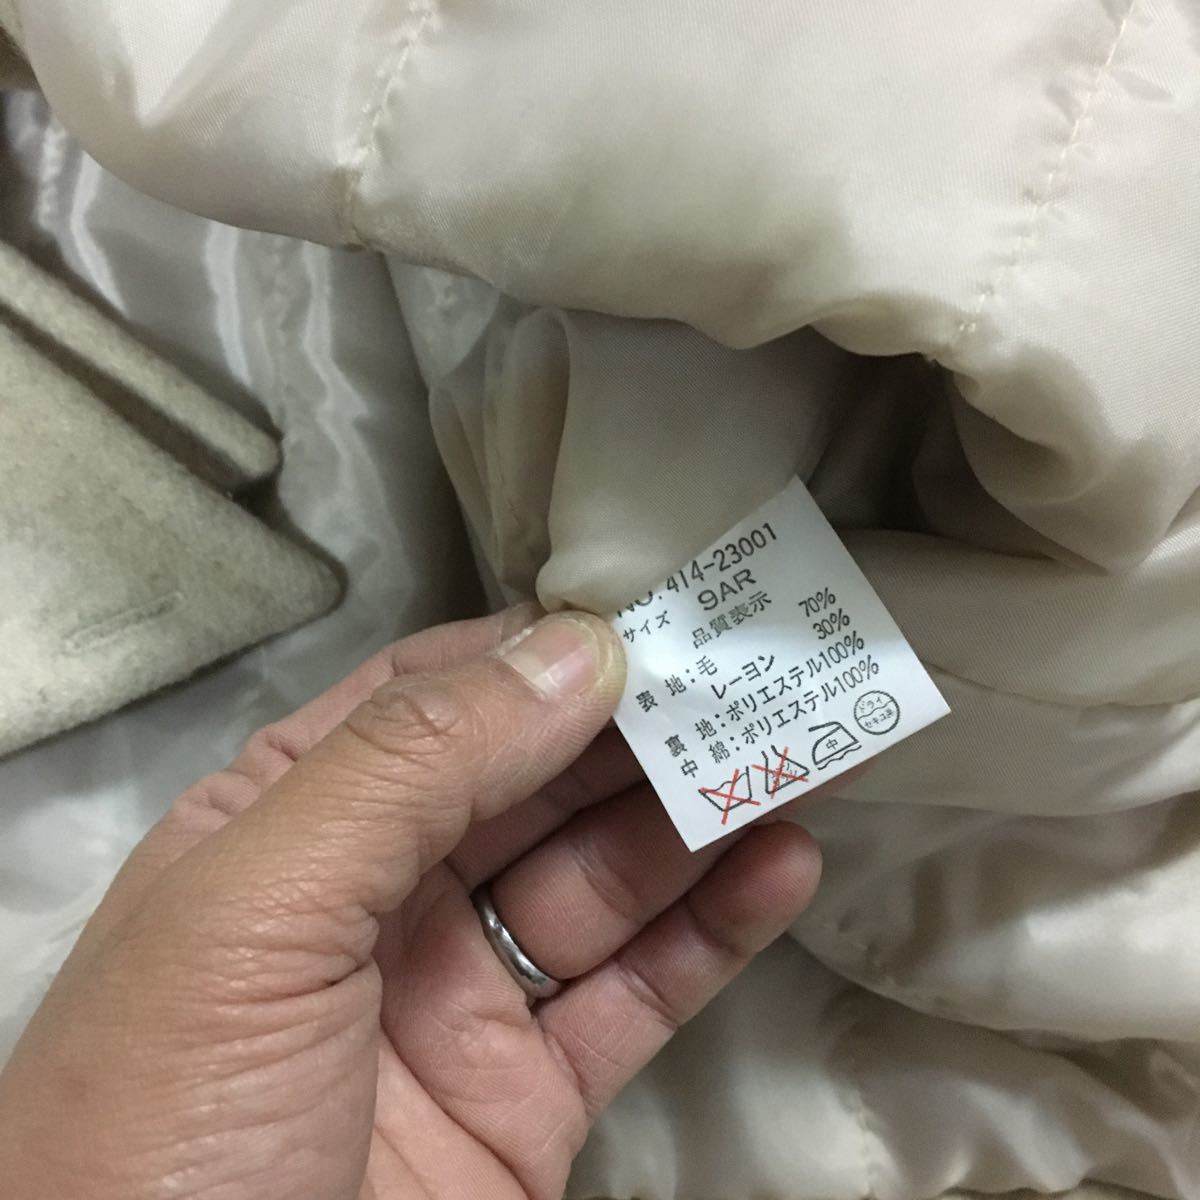 NO. 414-23001
サイズ 9AR
品質表示
表 地：毛 70%
レーヨン 30%
裏 地：ポリエステル100%
中 綿：ポリエステル100%
中
ドライ
セキユ系